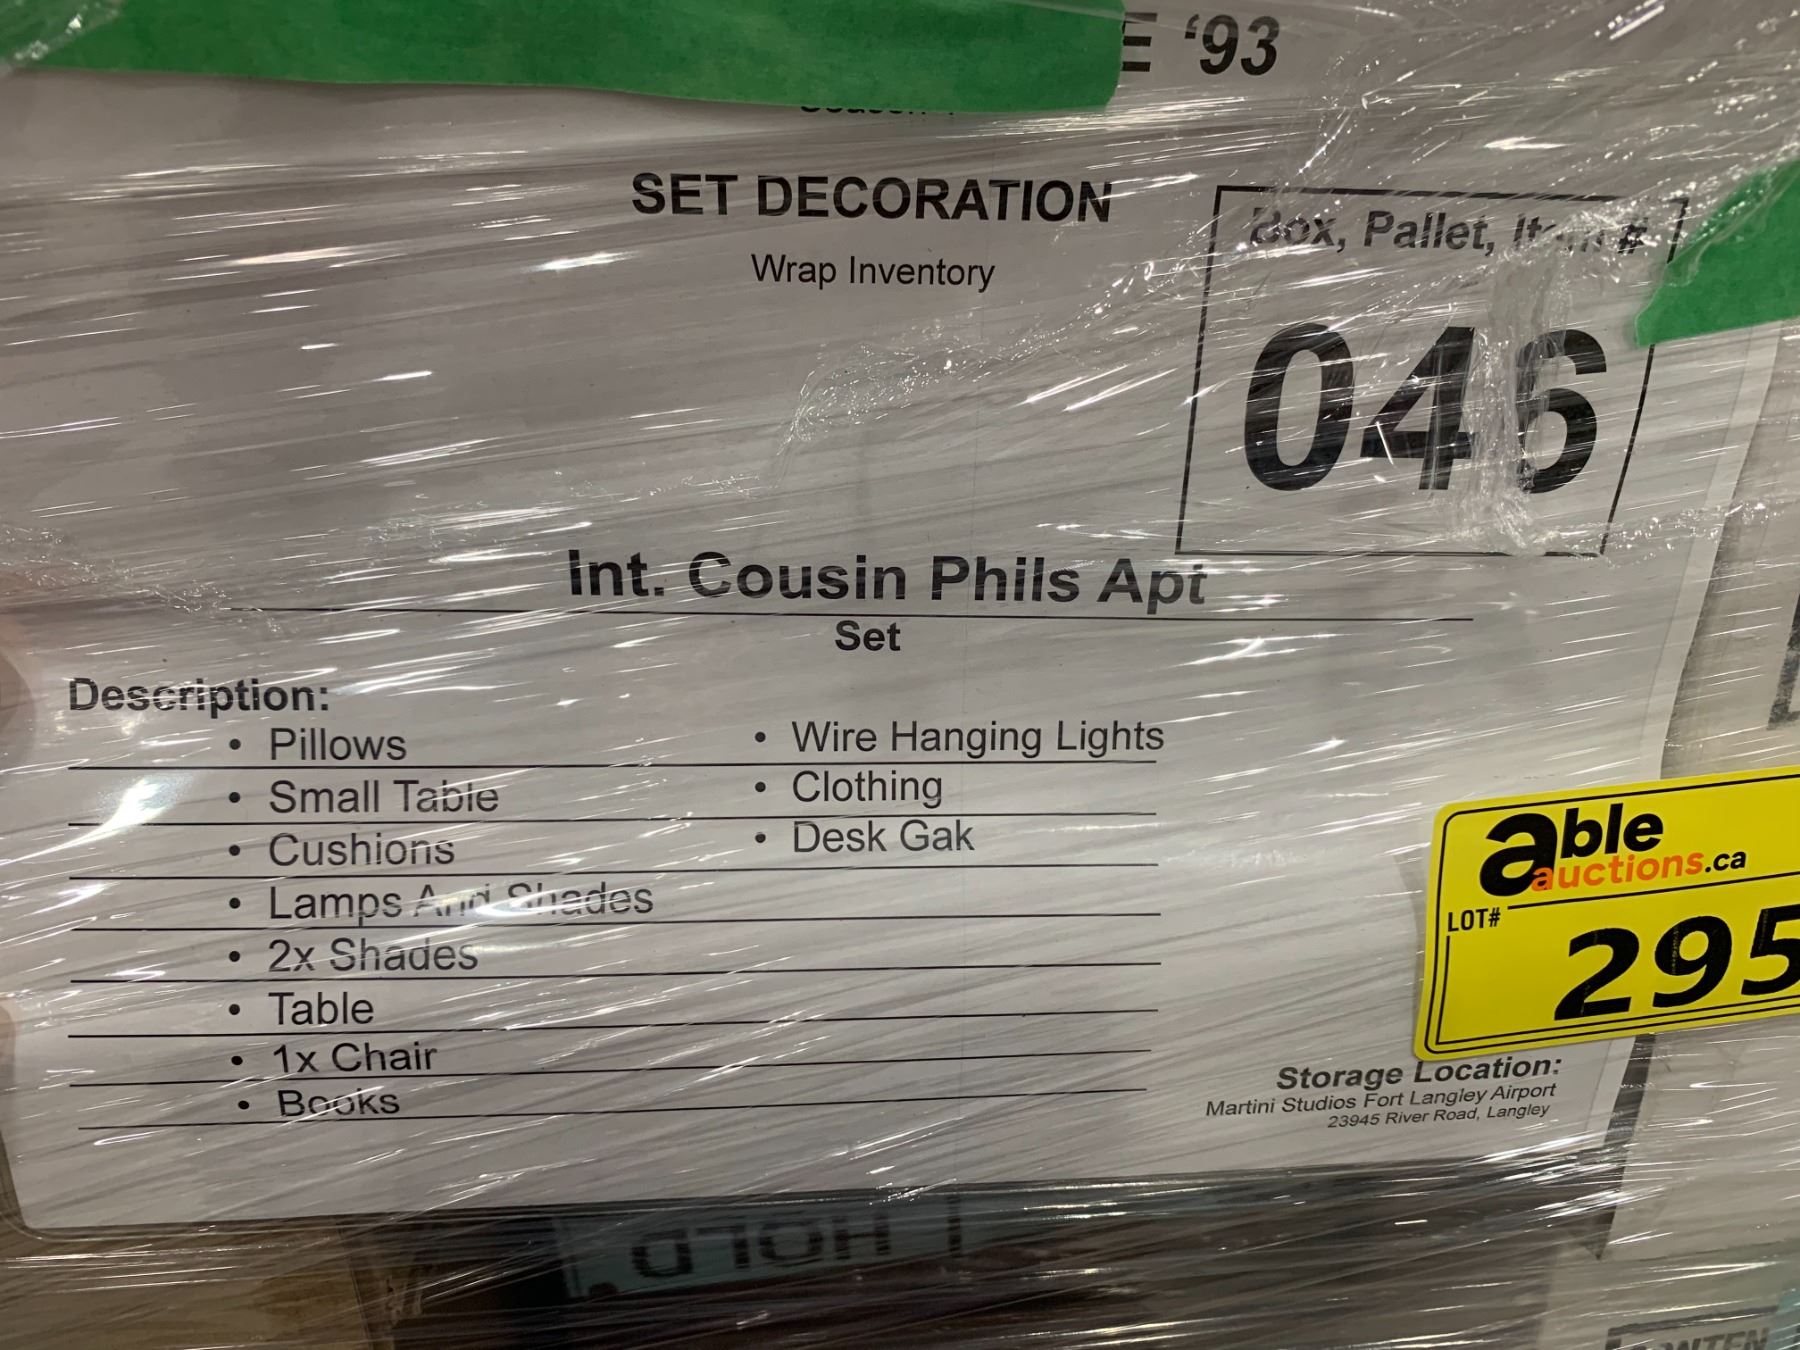 '93
SET DECORATION
Wrap Inventory
Box, Pallet, Item #
046
Int. Cousin Phils Apt
Set
Description:
• Pillows
• Small Table
• Cushions
• Lamps And Shades
• 2x Shades
• Table
• 1x Chair
• Books
• Wire Hanging Lights
• Clothing
• Desk Gak
able
auctions.ca
LOT#
295
Storage Location:
Martini Studios Fort Langley Airport
23945 River Road, Langley
HOLD